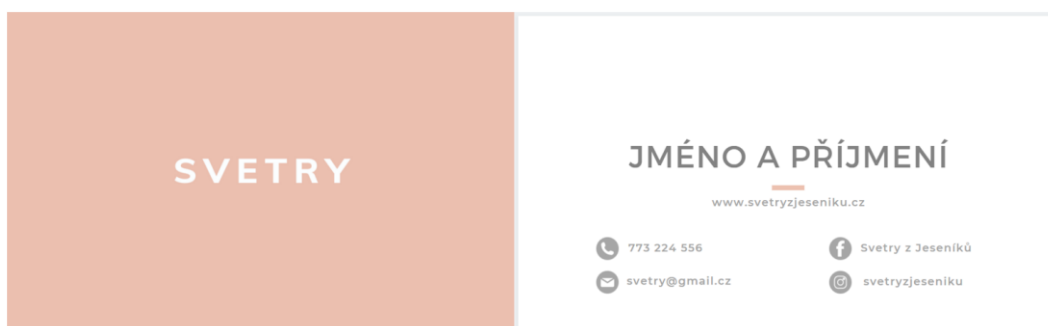 SVETRY
JMÉNO A PŘÍJMENÍ
www.svetryzjeseniku.cz
773 224 556
Svetry z Jeseníků
svetry@gmail.cz
svetryzjeseniku